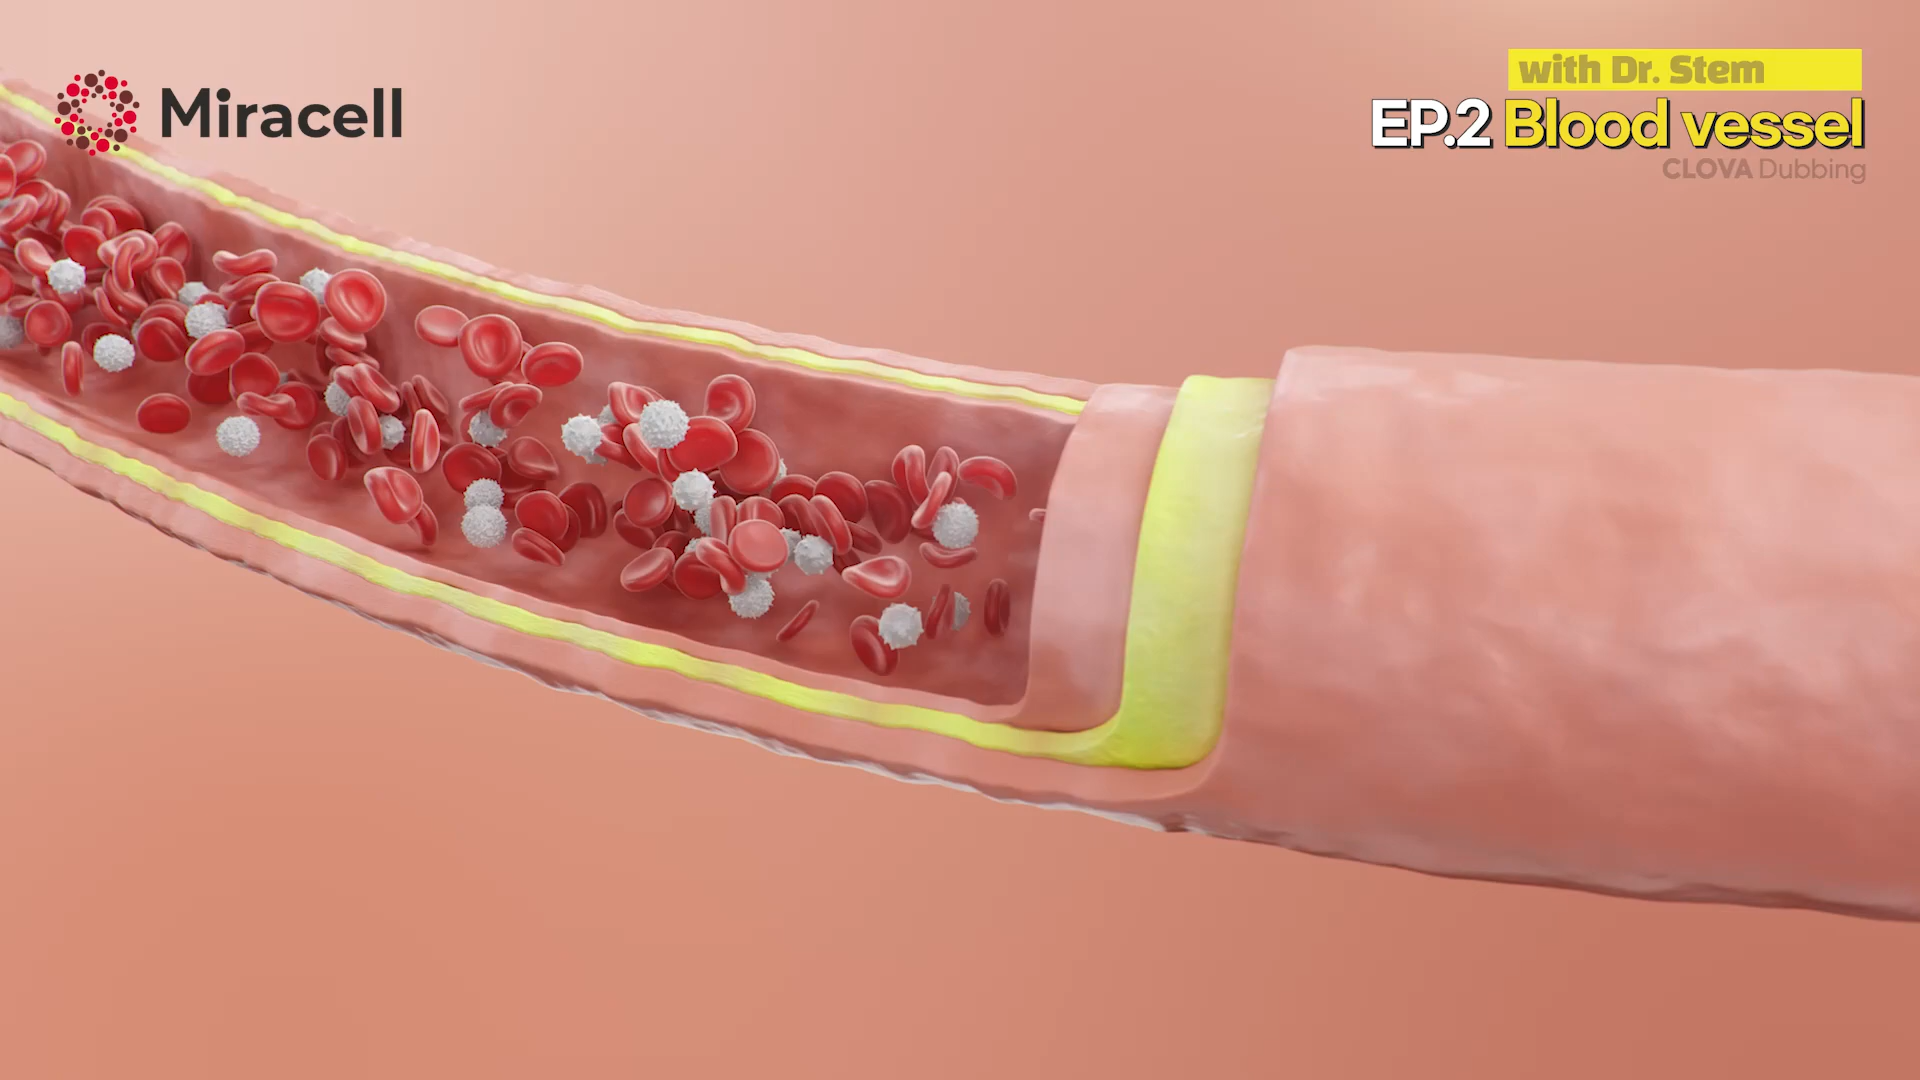 Miracell
with Dr. Stem
EP.2 Blood vessel
CLOVA Dubbing